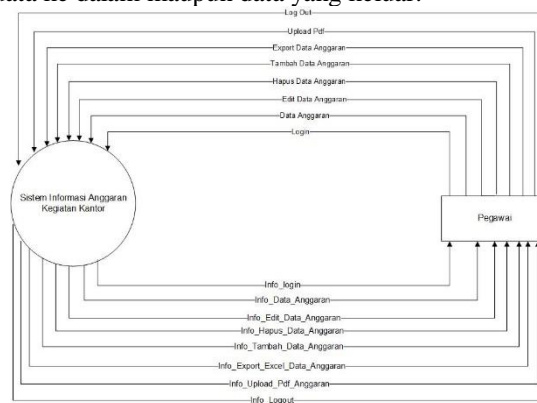 data ke dalam maupun data yang keluar.
Log Out
Upload Pdf
Export Data Anggaran
Tambah Data Anggaran
Hapus Data Anggaran
Edit Data Anggaran
Data Anggaran
Login
Sistem Informasi Anggaran
Kegiatan Kantor
Pegawai
Info_login
Info_Data_Anggaran
Info_Edit_Data_Anggaran
Info_Hapus_Data_Anggaran
Info_Tambah_Data_Anggaran
Info_Export_Excel_Data_Anggaran
Info_Upload_Pdf_Anggaran
Info_Logout